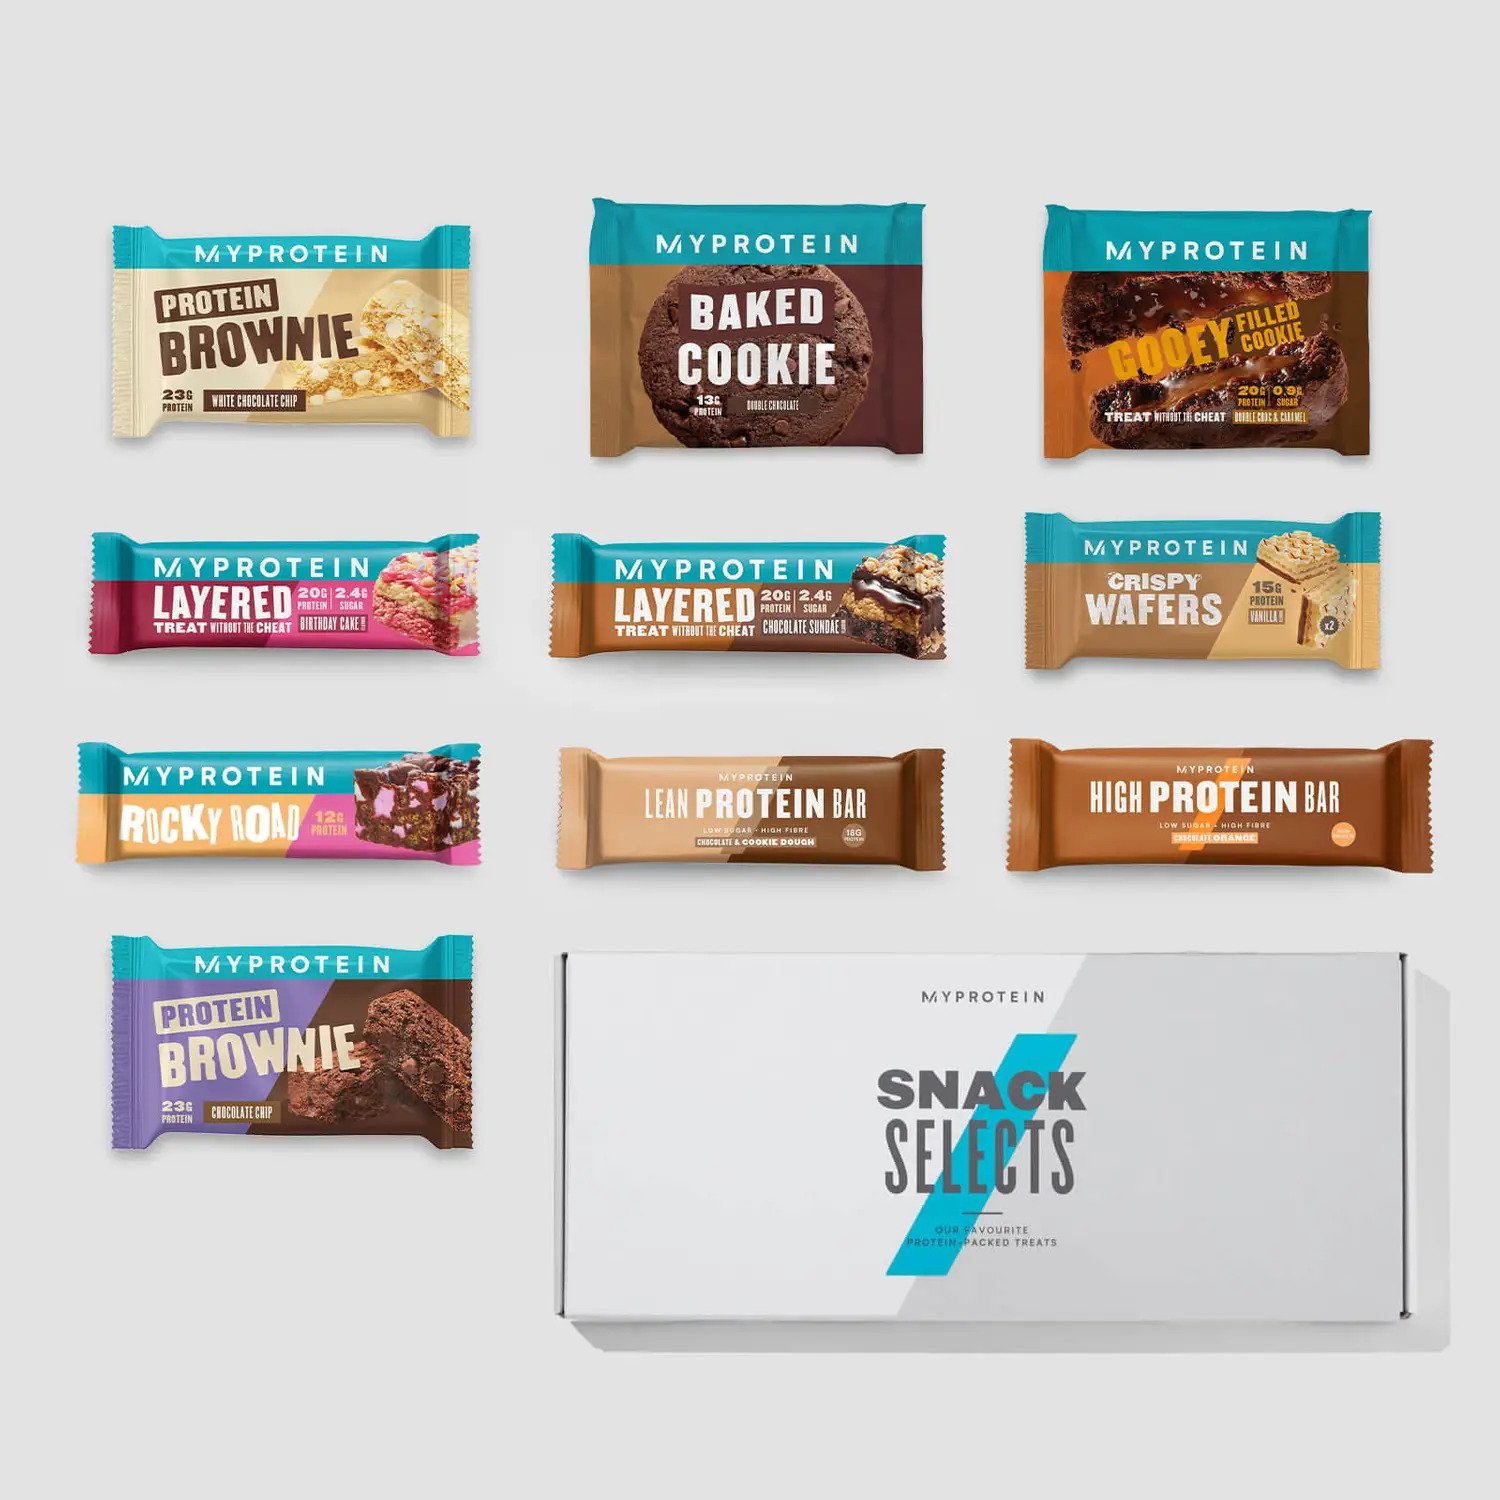 MYPROTEIN
PROTEIN
BROWNIE
23G
PROTEIN
WHITE CHOCOLATE CHIP
MYPROTEIN
BAKED
COOKIE
13G
PROTEIN
DOUBLE CHOCOLATE
MYPROTEIN
GOOEY FILLED
COOKIE
20G PROTEIN
0.9G SUGAR
TREAT WITHOUT THE CHEAT
DOUBLE CHOC & CARAMEL
MYPROTEIN
LAYERED
20G PROTEIN
2.4G SUGAR
TREAT WITHOUT THE CHEAT
BIRTHDAY CAKE
MYPROTEIN
LAYERED
20G PROTEIN
2.4G SUGAR
TREAT WITHOUT THE CHEAT
CHOCOLATE SUNDAE
MYPROTEIN
CRISPY
WAFERS
15G
PROTEIN
VANILLA
x2
MYPROTEIN
ROCKY ROAD
12G
PROTEIN
MYPROTEIN
LEAN PROTEIN BAR
LOW SUGAR • HIGH FIBRE
CHOCOLATE & COOKIE DOUGH
MYPROTEIN
HIGH PROTEIN BAR
LOW SUGAR • HIGH FIBRE
CHOCOLATE ORANGE
MYPROTEIN
PROTEIN
BROWNIE
23G
PROTEIN
CHOCOLATE CHIP
MYPROTEIN
SNACK
SELECTS
OUR FAVOURITE
PROTEIN-PACKED TREATS